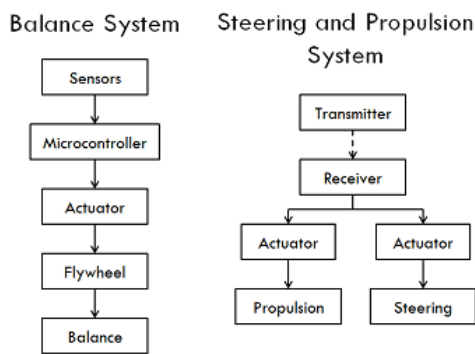 Balance System
Sensors
Microcontroller
Actuator
Flywheel
Balance
Steering and Propulsion
System
Transmitter
Receiver
Actuator
Actuator
Propulsion
Steering